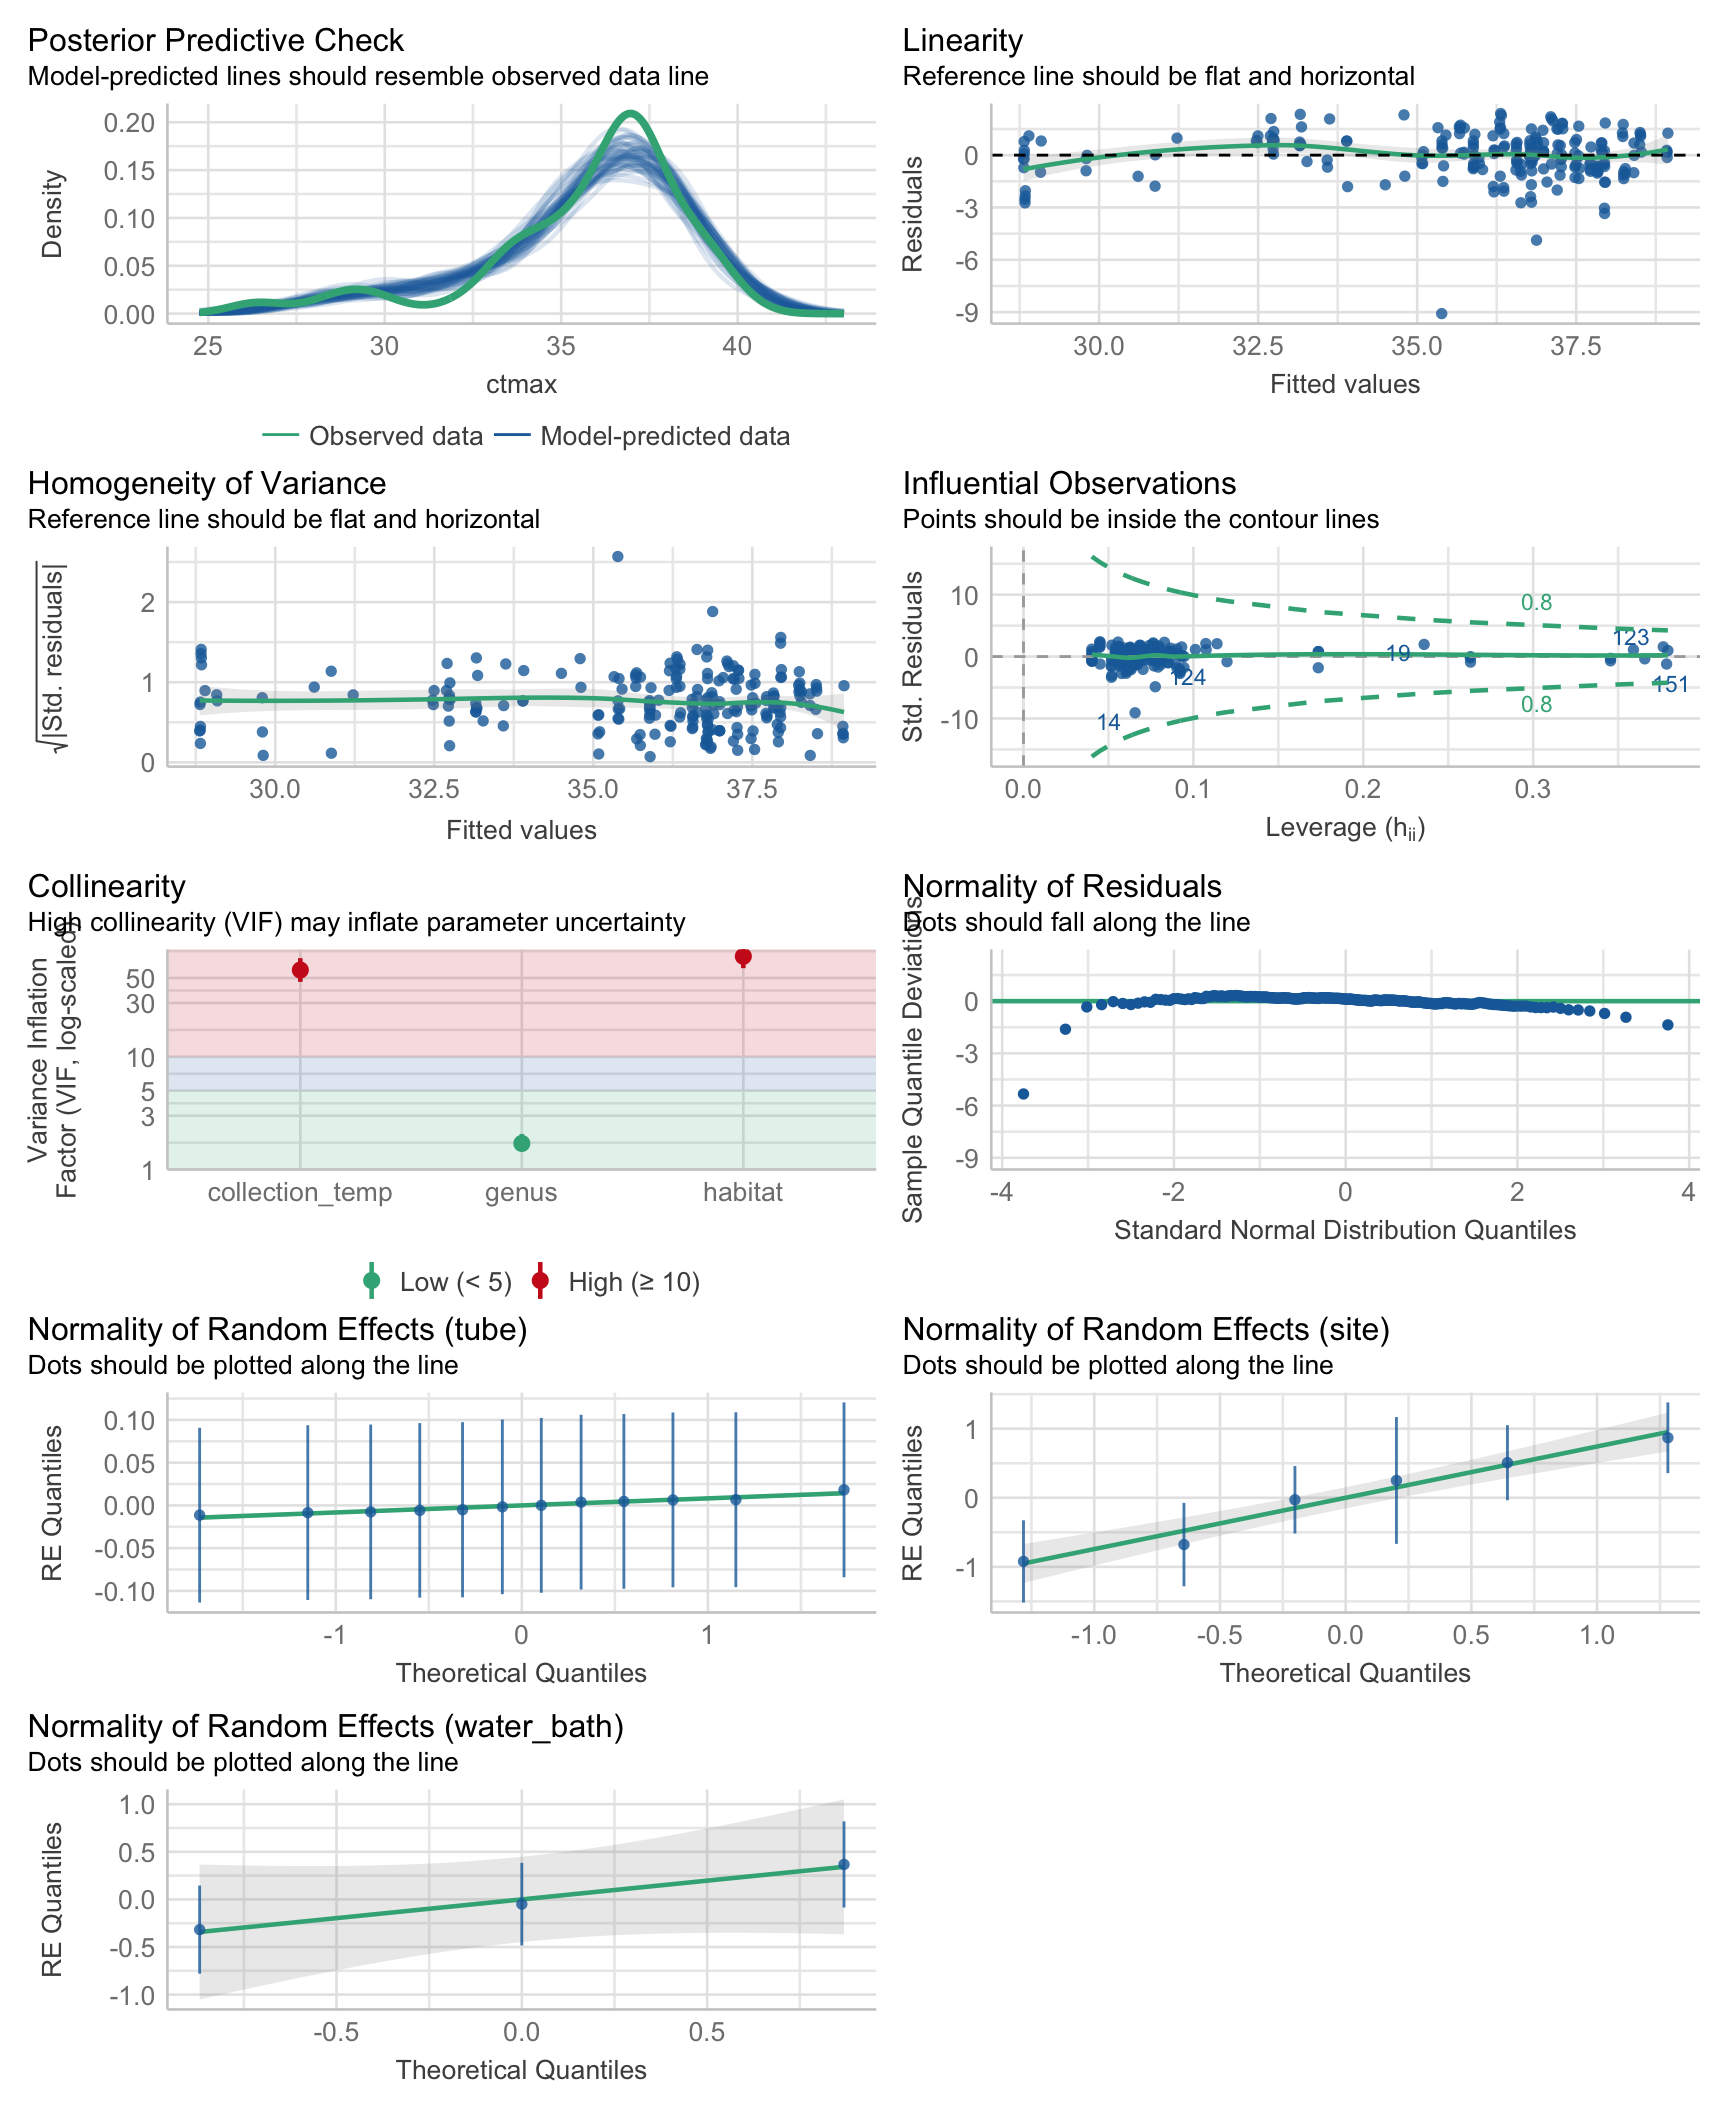 Posterior Predictive Check
Model-predicted lines should resemble observed data line
Density
0.20
0.15
0.10
0.05
0.00
25 30 35 40
ctmax
Observed data Model-predicted data
Linearity
Reference line should be flat and horizontal
Residuals
0
-3
-6
-9
30.0 32.5 35.0 37.5
Fitted values
Homogeneity of Variance
Reference line should be flat and horizontal
√|Std. residuals|
2
1
0
30.0 32.5 35.0 37.5
Fitted values
Influential Observations
Points should be inside the contour lines
Std. Residuals
10
0
-10
0.8
123
19
124
151
0.8
14
0.0 0.1 0.2 0.3
Leverage (hii)
Collinearity
High collinearity (VIF) may inflate parameter uncertainty
Variance Inflation
Factor (VIF, log-scaled)
50
30
10
5
3
1
collection_temp genus habitat
Low (< 5) High (≥ 10)
Normality of Residuals
Dots should fall along the line
Sample Quantile Deviations
0
-3
-6
-9
-4 -2 0 2 4
Standard Normal Distribution Quantiles
Normality of Random Effects (tube)
Dots should be plotted along the line
RE Quantiles
0.10
0.05
0.00
-0.05
-0.10
-1 0 1
Theoretical Quantiles
Normality of Random Effects (site)
Dots should be plotted along the line
RE Quantiles
1
0
-1
-1.0 -0.5 0.0 0.5 1.0
Theoretical Quantiles
Normality of Random Effects (water_bath)
Dots should be plotted along the line
RE Quantiles
1.0
0.5
0.0
-0.5
-1.0
-0.5 0.0 0.5
Theoretical Quantiles